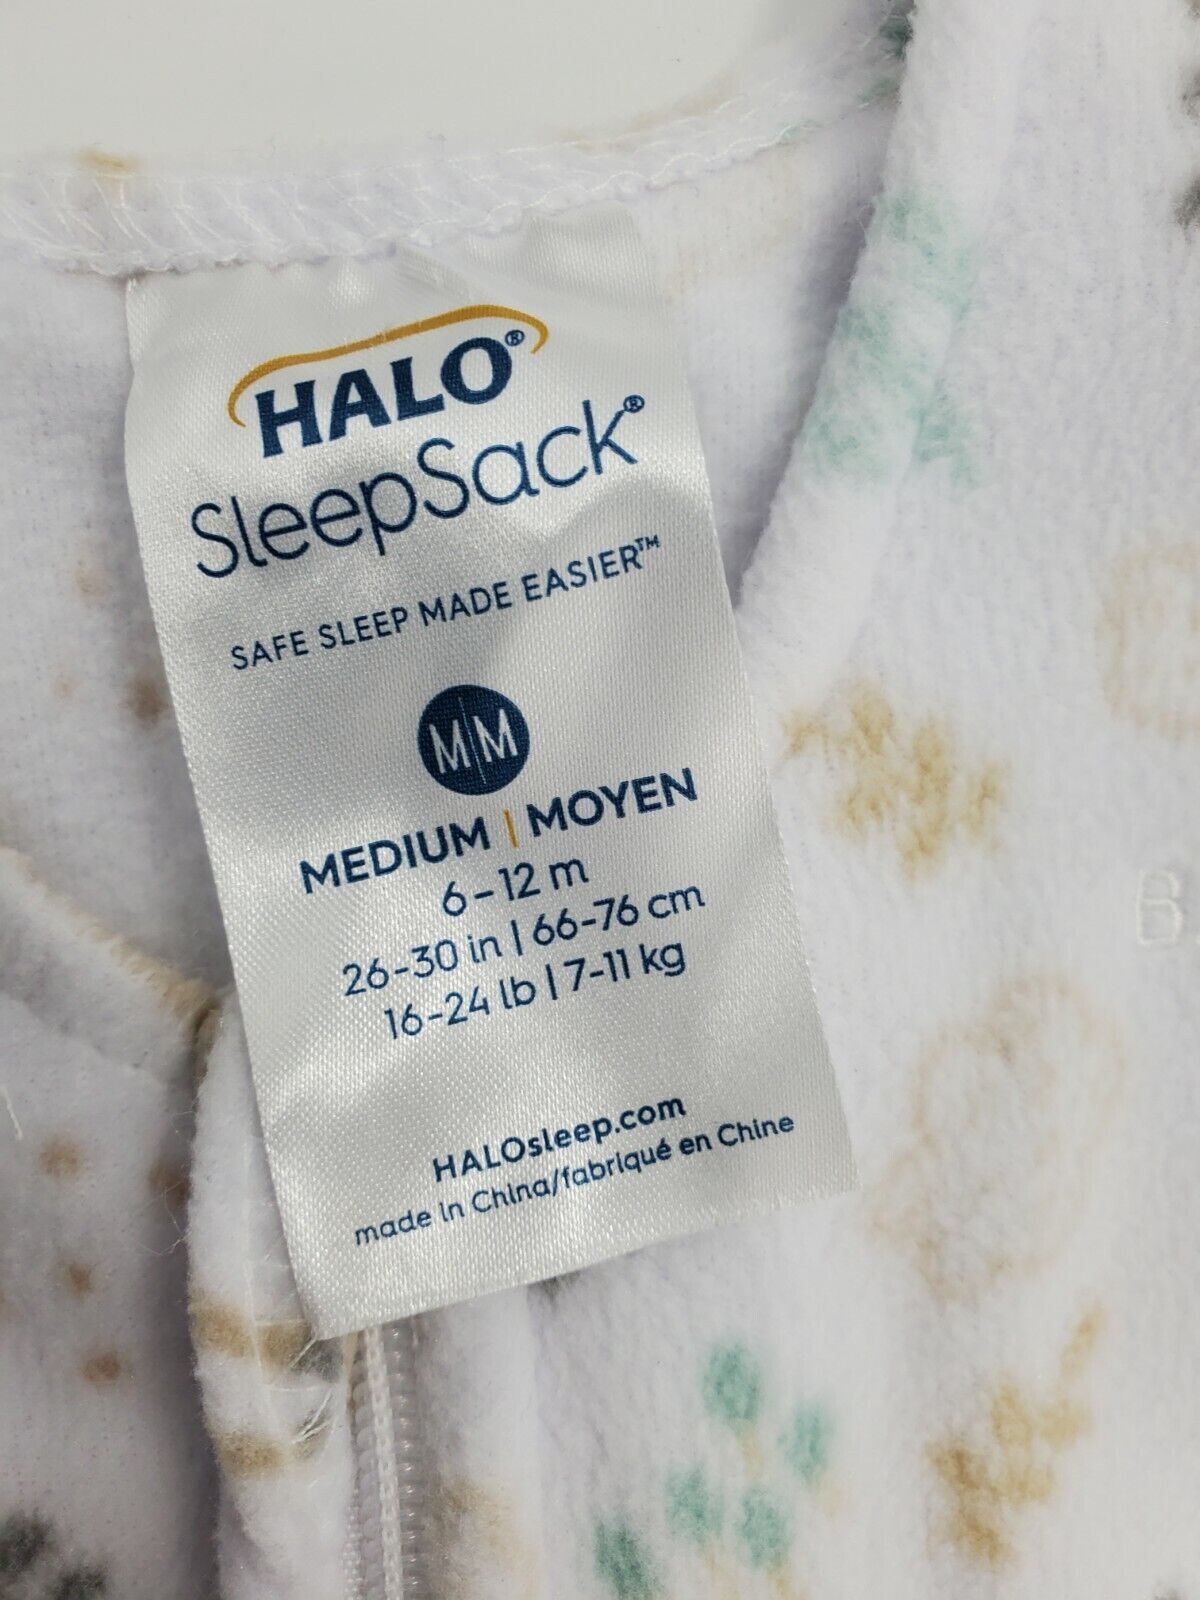 HALO®
SleepSack®
SAFE SLEEP MADE EASIER™
M|M
MEDIUM | MOYEN
6-12 m
26-30 in | 66-76 cm
16-24 lb | 7-11 kg
HALOsleep.com
made in China/fabriqué en Chine
B